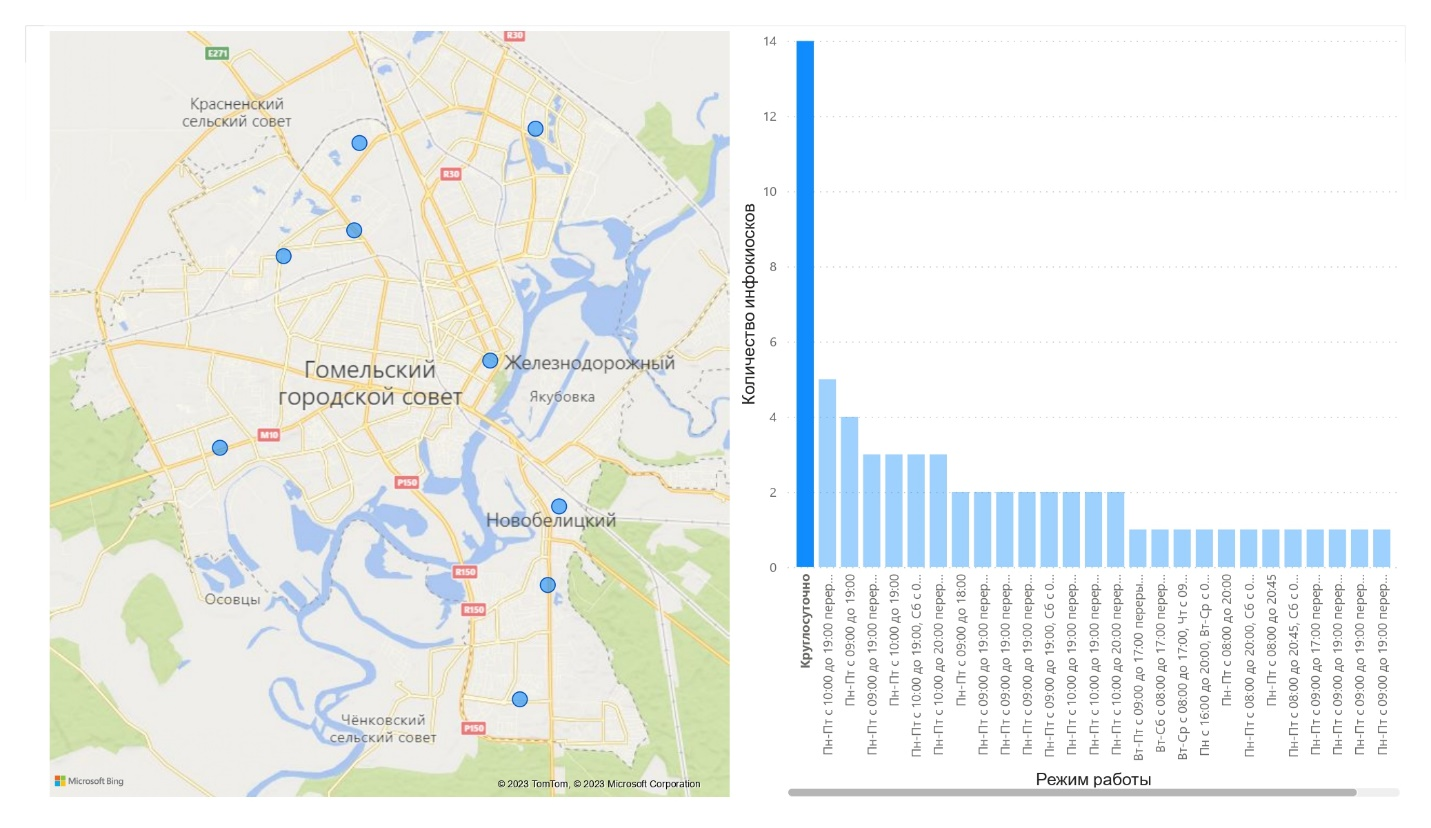 R30
E271
Красненский
сельский совет
R30
Гомельский
городской совет
Железнодорожный
Якубовка
M10
P150
Новобелицкий
R150
Осовцы
R150
Чёнковский
сельский совет
P150
Microsoft Bing
© 2023 TomTom, © 2023 Microsoft Corporation
Количество инфокиосков
14
12
10
8
6
4
2
0
Круглосуточно
Пн-Пт с 10:00 до 19:00 перер...
Пн-Пт с 09:00 до 19:00
Пн-Пт с 09:00 до 19:00 перер...
Пн-Пт с 10:00 до 19:00
Пн-Пт с 10:00 до 19:00, Сб с 0...
Пн-Пт с 10:00 до 20:00 перер...
Пн-Пт с 09:00 до 18:00
Пн-Пт с 09:00 до 19:00 перер...
Пн-Пт с 09:00 до 19:00 перер...
Пн-Пт с 09:00 до 19:00 перер...
Пн-Пт с 09:00 до 19:00, Сб с 0...
Пн-Пт с 10:00 до 19:00 перер...
Пн-Пт с 10:00 до 19:00 перер...
Пн-Пт с 10:00 до 20:00 перер...
Вт-Пт с 09:00 до 17:00 переры...
Вт-Сб с 08:00 до 17:00 перер...
Вт-Ср с 08:00 до 17:00, Чт с 09...
Пн с 16:00 до 20:00, Вт-Ср с 0...
Пн-Пт с 08:00 до 20:00
Пн-Пт с 08:00 до 20:00, Сб с 0...
Пн-Пт с 08:00 до 20:45
Пн-Пт с 08:00 до 20:45, Сб с 0...
Пн-Пт с 09:00 до 17:00 перер...
Пн-Пт с 09:00 до 19:00 перер...
Пн-Пт с 09:00 до 19:00 перер...
Пн-Пт с 09:00 до 19:00 перер...
Режим работы